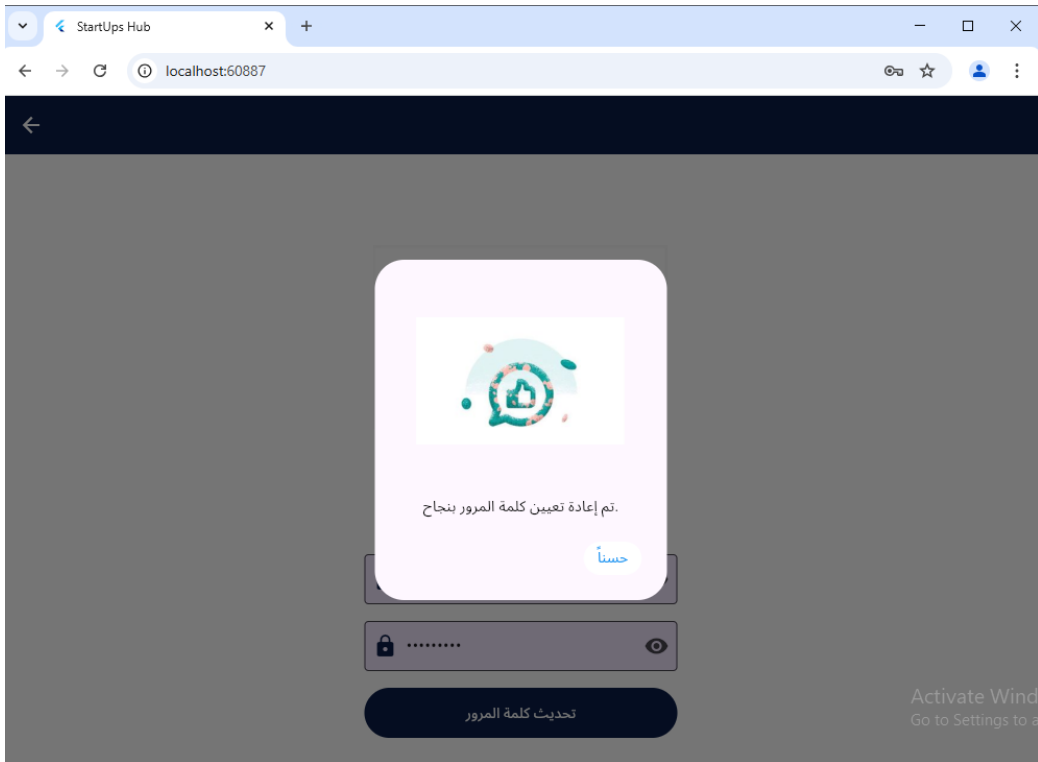 StartUps Hub
localhost:60887
.تم إعادة تعيين كلمة المرور بنجاح
حسناً
•••••••••
تحديث كلمة المرور
Activate Wind
Go to Settings to a